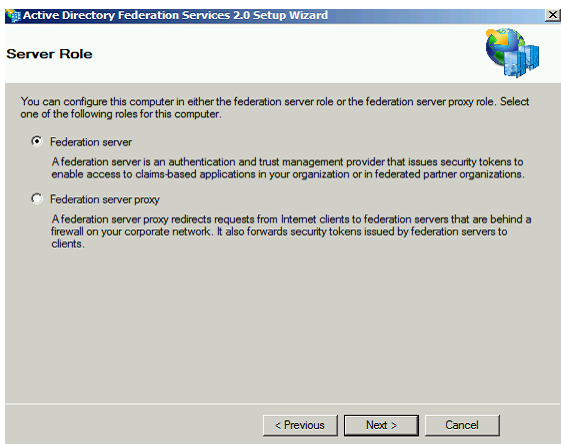 Active Directory Federation Services 2.0 Setup Wizard
Server Role
You can configure this computer in either the federation server role or the federation server proxy role. Select
one of the following roles for this computer.
Federation server
A federation server is an authentication and trust management provider that issues security tokens to
enable access to claims-based applications in your organization or in federated partner organizations.
Federation server proxy
A federation server proxy redirects requests from Internet clients to federation servers that are behind a
firewall on your corporate network. It also forwards security tokens issued by federation servers to
clients.
< Previous Next > Cancel